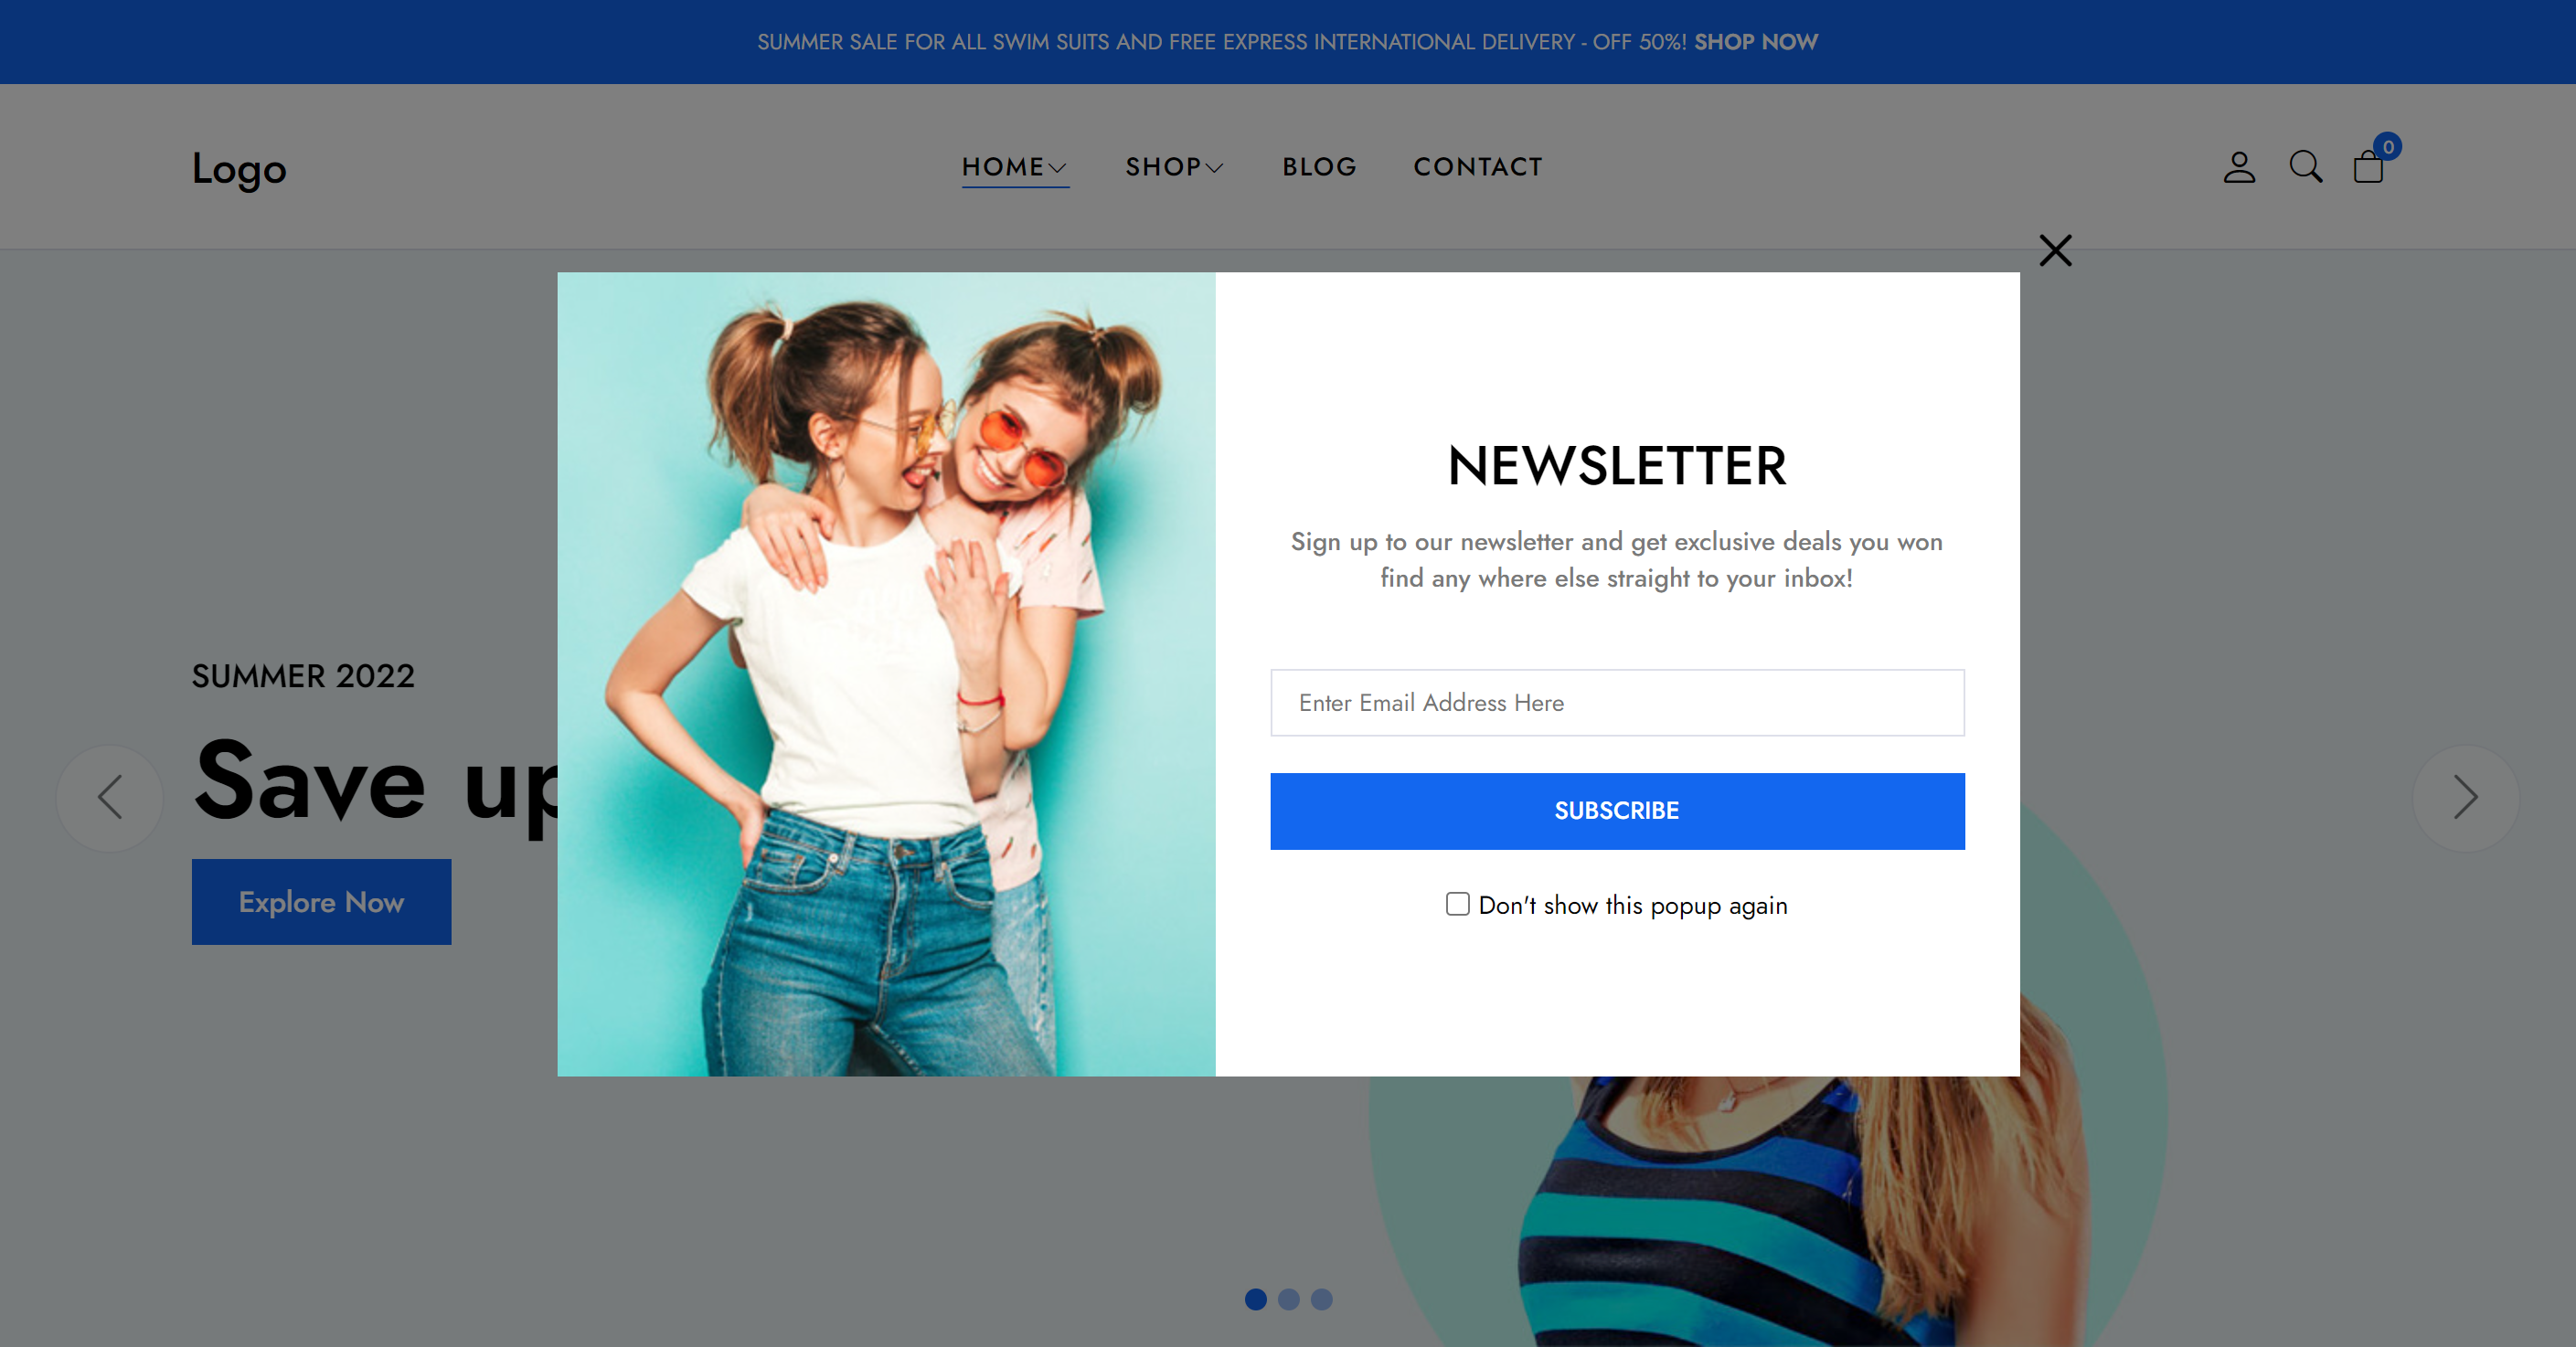 SUMMER SALE FOR ALL SWIM SUITS AND FREE EXPRESS INTERNATIONAL DELIVERY - OFF 50%! SHOP NOW
Logo
HOME
SHOP
BLOG
CONTACT
0
NEWSLETTER
Sign up to our newsletter and get exclusive deals you won
find any where else straight to your inbox!
Enter Email Address Here
SUBSCRIBE
Don't show this popup again
SUMMER 2022
Save up
Explore Now